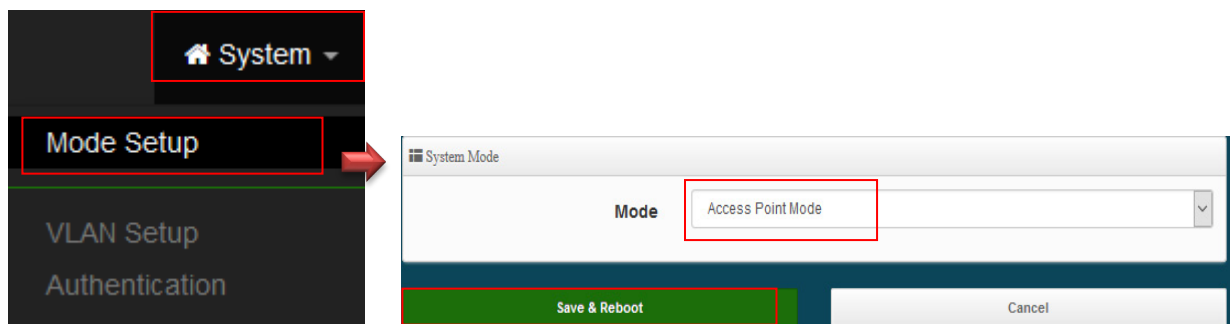 System
Mode Setup
VLAN Setup
Authentication
System Mode
Mode
Access Point Mode
Save & Reboot
Cancel